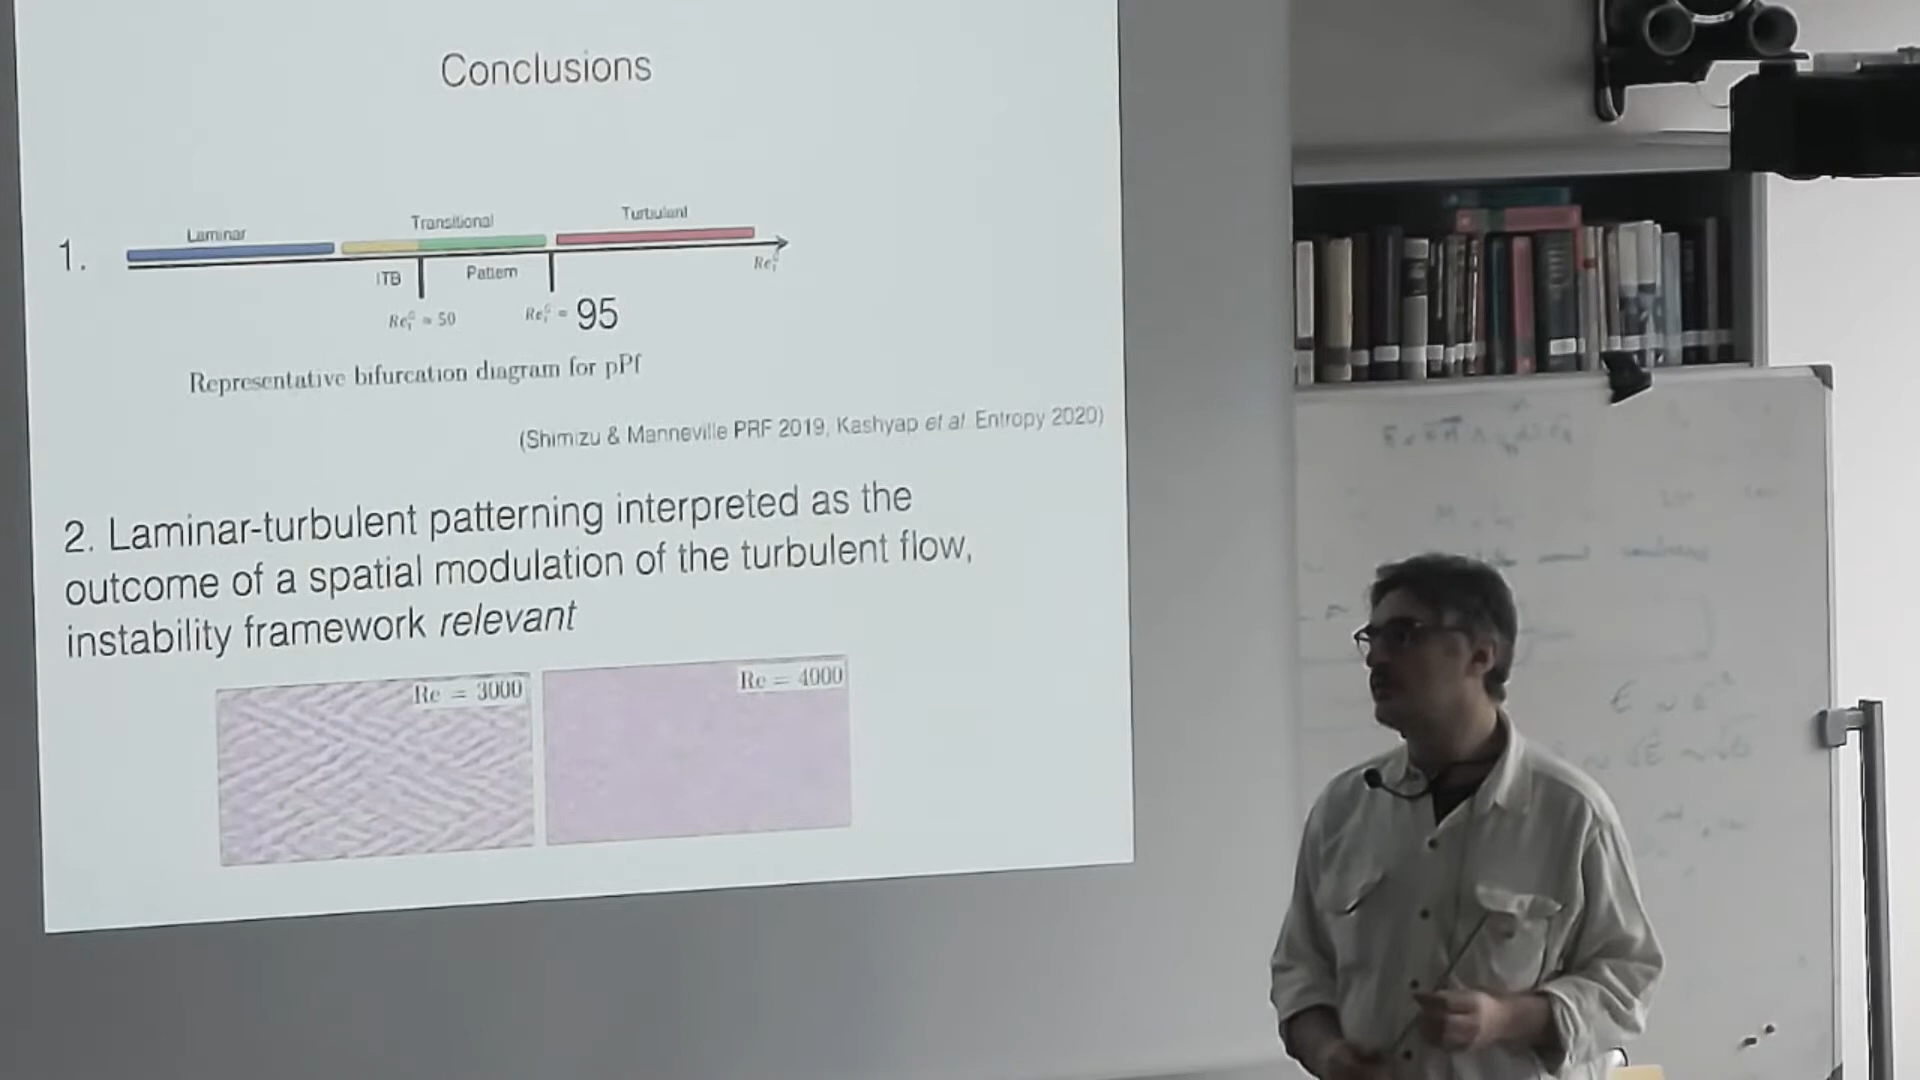 Conclusions
1.
Laminar
Transitional
Turbulent
ITB
Pattern
Re
= 50
= 95
Representative bifurcation diagram for pPf
(Shimizu & Manneville PRF 2019, Kashyap et al. Entropy 2020)
2. Laminar-turbulent patterning interpreted as the
outcome of a spatial modulation of the turbulent flow,
instability framework relevant
Re = 3000
Re = 4000